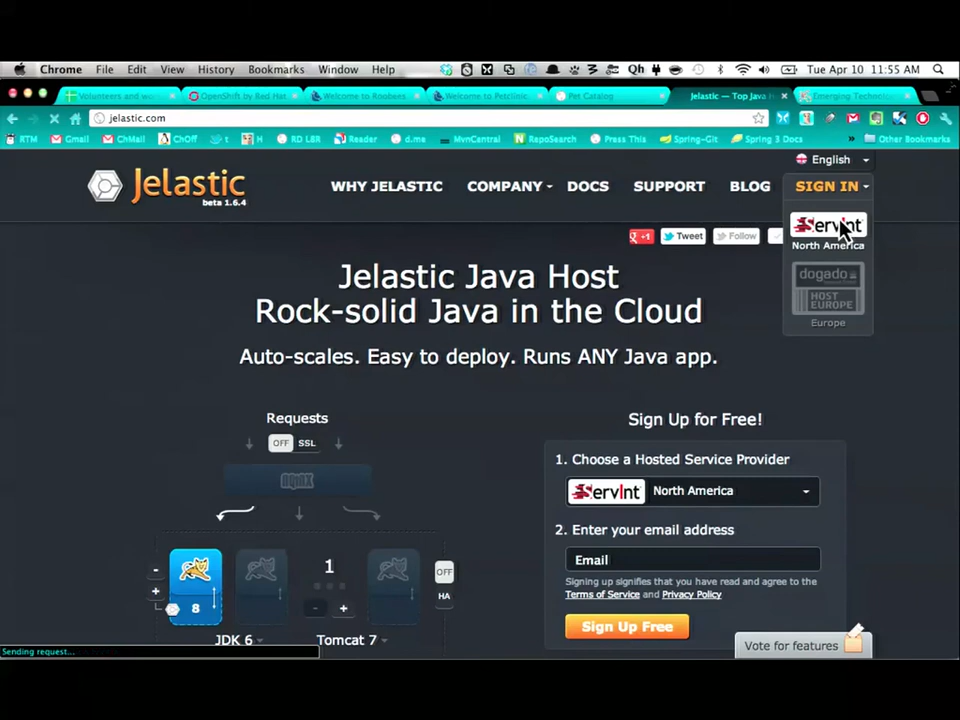 Chrome File Edit View History Bookmarks Window Help Qh Tue Apr 10 11:55 AM
Volunteers and wo OpenShift by Red Hat Welcome to Roobees Welcome to Petclinic Pet Catalog Jelastic — Top Java H Emerging Technolo
jelastic.com
RTM Gmail ChMail ChOff t H RD LBR Reader d.me MvnCentral RepoSearch Press This Spring-Git Spring 3 Docs » Other Bookmarks
English
Jelastic
beta 1.6.4
WHY JELASTIC COMPANY DOCS SUPPORT BLOG SIGN IN
ServInt
North America
+1 Tweet Follow
dogado
HOST EUROPE
Europe
Jelastic Java Host
Rock-solid Java in the Cloud
Auto-scales. Easy to deploy. Runs ANY Java app.
Requests
OFF SSL
NGINX
1
- + 8
- +
OFF
HA
JDK 6 Tomcat 7
Sign Up for Free!
1. Choose a Hosted Service Provider
ServInt North America
2. Enter your email address
Email
Signing up signifies that you have read and agree to the
Terms of Service and Privacy Policy
Sign Up Free
Vote for features
Sending request...